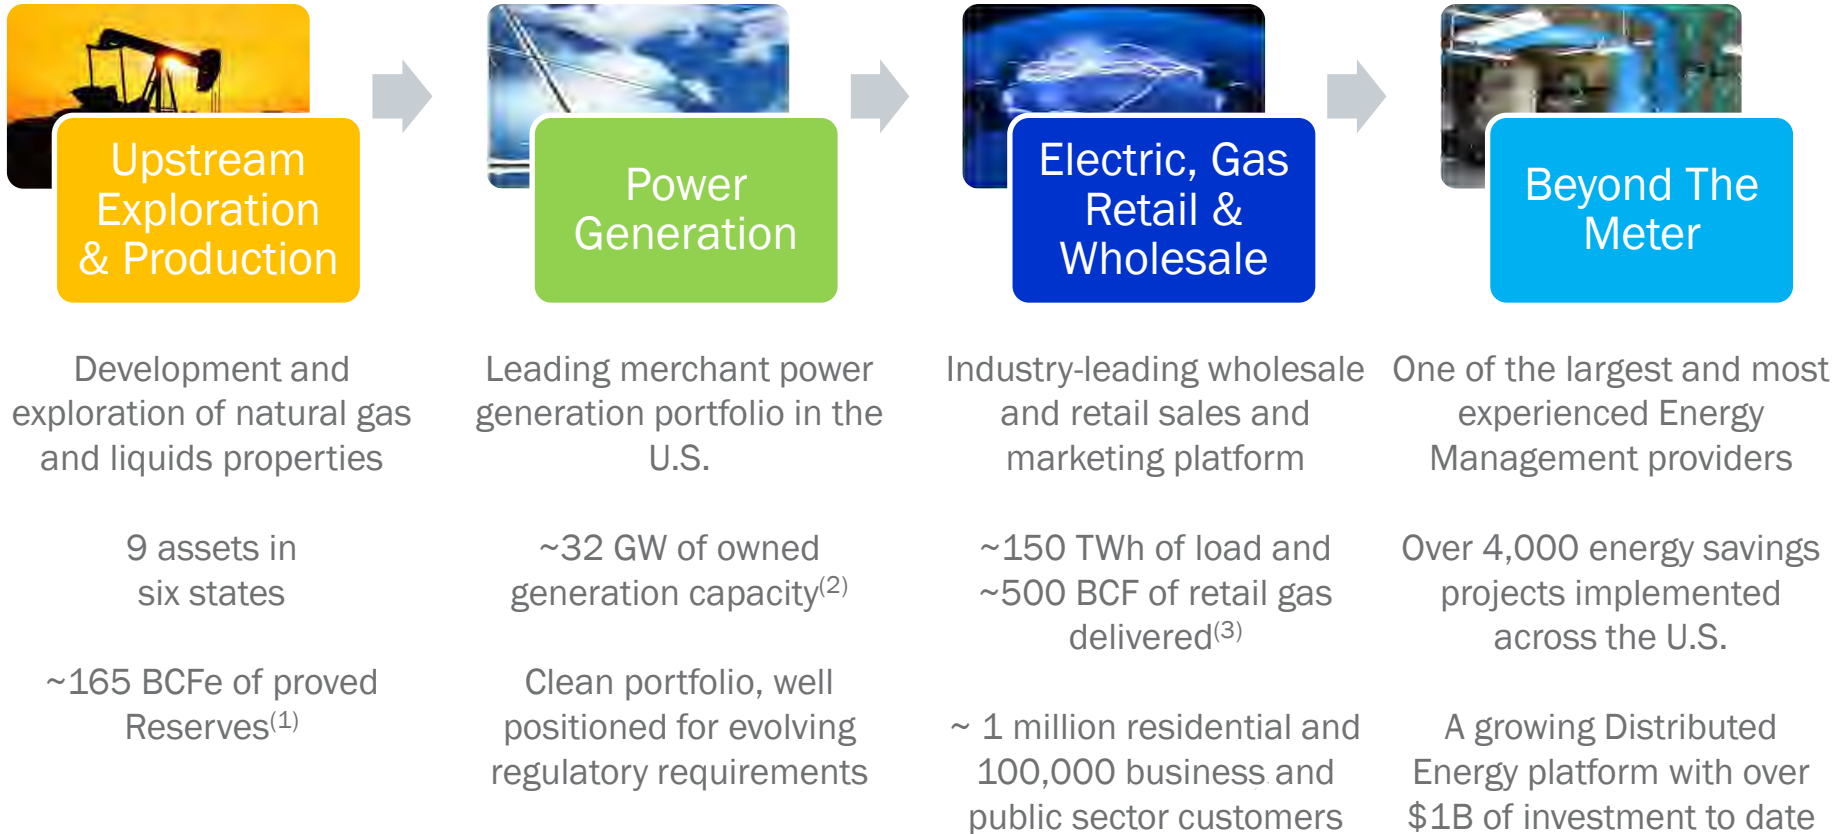 Upstream
Exploration
& Production
Power
Generation
Electric, Gas
Retail &
Wholesale
Beyond The
Meter
Development and
exploration of natural gas
and liquids properties
9 assets in
six states
~165 BCFe of proved
Reserves(1)
Leading merchant power
generation portfolio in the
U.S.
~32 GW of owned
generation capacity(2)
Clean portfolio, well
positioned for evolving
regulatory requirements
Industry-leading wholesale
and retail sales and
marketing platform
~150 TWh of load and
~500 BCF of retail gas
delivered(3)
~ 1 million residential and
100,000 business and
public sector customers
One of the largest and most
experienced Energy
Management providers
Over 4,000 energy savings
projects implemented
across the U.S.
A growing Distributed
Energy platform with over
$1B of investment to date